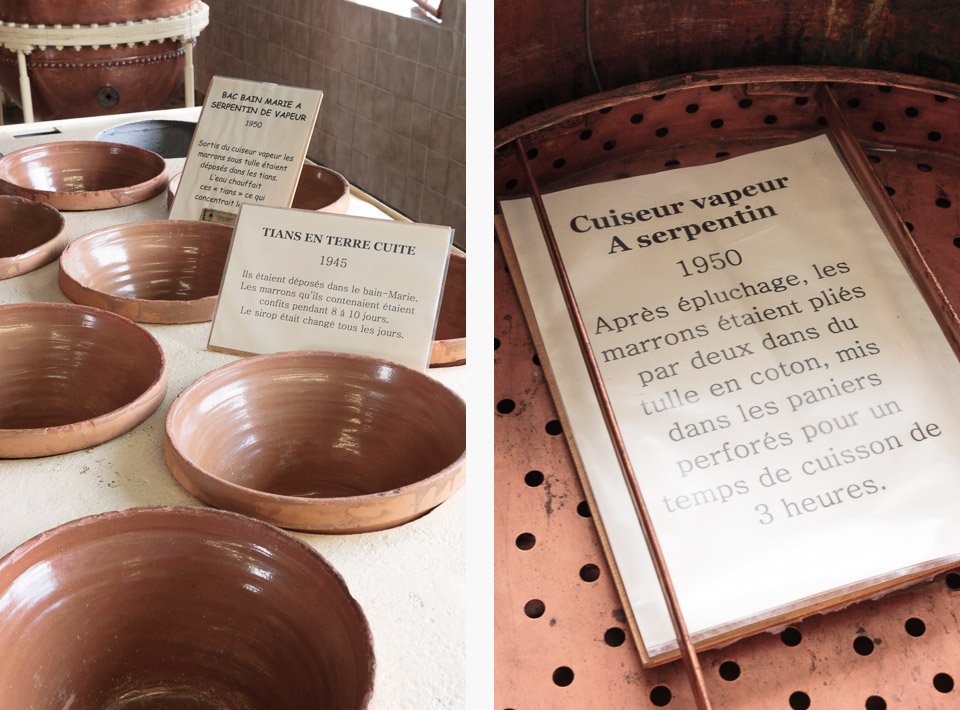 BAC BAIN MARIE A
SERPENTIN DE VAPEUR
1950
Sortis du cuiseur vapeur les
marrons sous tulle étaient
déposés dans les tians.
L'eau chauffait
ces « tians » ce qui
concentrait
TIANS EN TERRE CUITE
1945
Ils étaient déposés dans le bain-Marie.
Les marrons qu'ils contenaient étaient
confits pendant 8 à 10 jours.
Le sirop était changé tous les jours.
Cuiseur vapeur
A serpentin
1950
Après épluchage, les
marrons étaient pliés
par deux dans du
tulle en coton, mis
dans les paniers
perforés pour un
temps de cuisson de
3 heures.